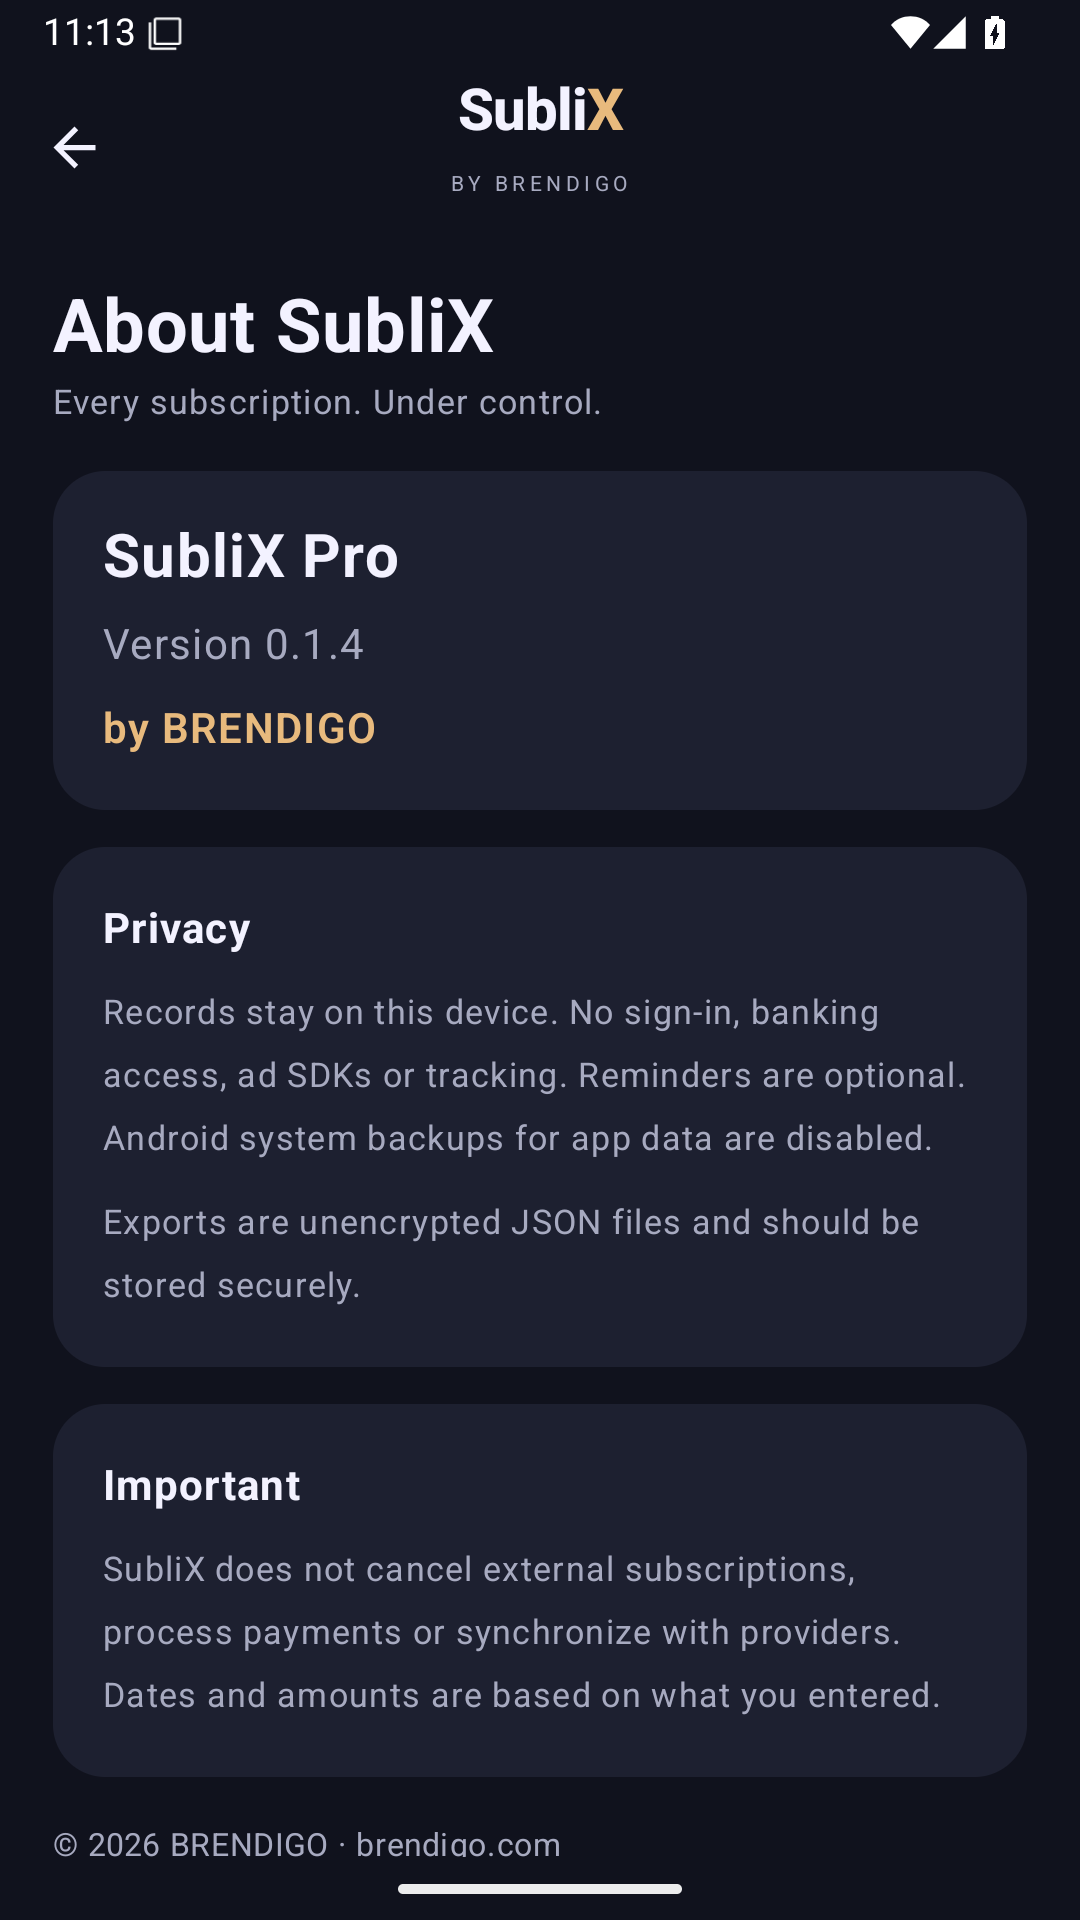 11:13
SubliX
BY BRENDIGO
About SubliX
Every subscription. Under control.
SubliX Pro
Version 0.1.4
by BRENDIGO
Privacy
Records stay on this device. No sign-in, banking
access, ad SDKs or tracking. Reminders are optional.
Android system backups for app data are disabled.
Exports are unencrypted JSON files and should be
stored securely.
Important
SubliX does not cancel external subscriptions,
process payments or synchronize with providers.
Dates and amounts are based on what you entered.
© 2026 BRENDIGO · brendigo.com